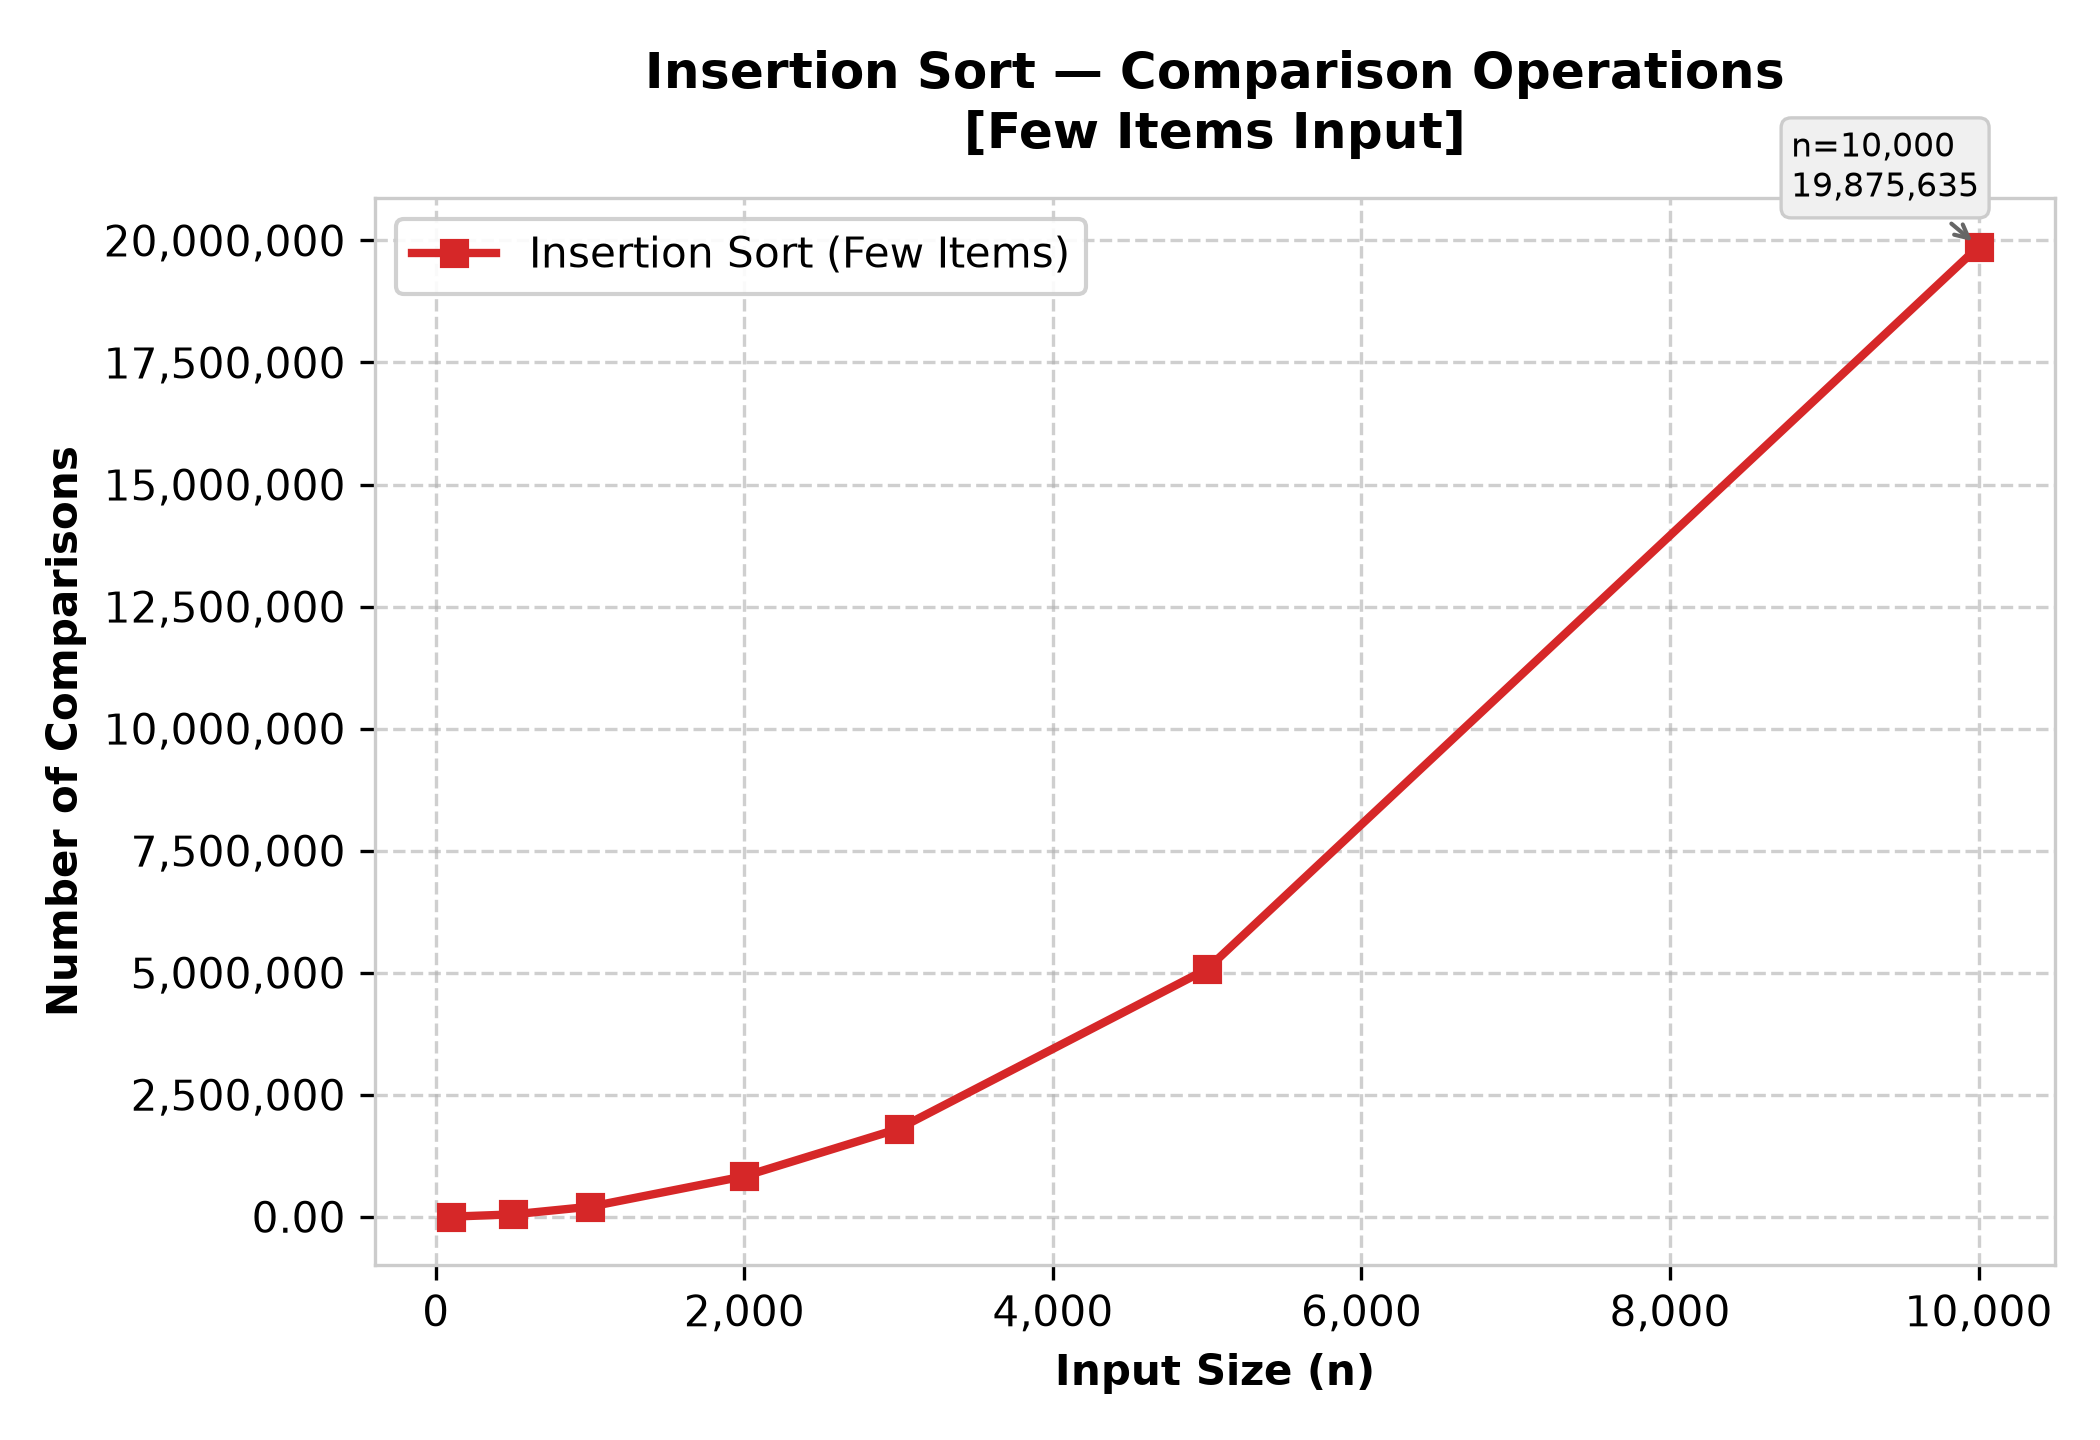 Insertion Sort — Comparison Operations
[Few Items Input]
n=10,000
19,875,635
Insertion Sort (Few Items)
20,000,000
17,500,000
15,000,000
12,500,000
10,000,000
7,500,000
5,000,000
2,500,000
0.00
Number of Comparisons
0 2,000 4,000 6,000 8,000 10,000
Input Size (n)